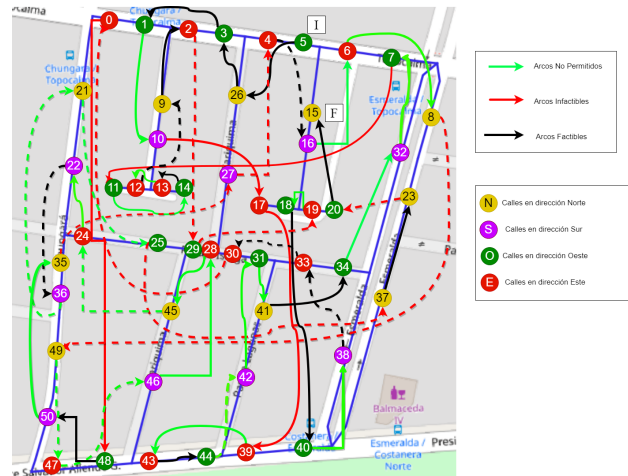 Chungará /
Topocalma
I
0
1
2
3
4
5
6
7
Chungará
Topocalma
Esmeralda /
Topoc
21
9
26
15
F
8
10
16
32
22
27
11
12
13
14
17
18
19
20
23
24
25
29
28
30
31
33
34
35
36
45
41
37
Esmeralda
49
38
46
42
Balmaceda
IV
50
47
48
43
44
39
40
Costanera
Esmeralda
Esmeralda /
Costanera
Norte
Presi
Arcos No Permitidos
Arcos Infactibles
Arcos Factibles
N Calles en dirección Norte
S Calles en dirección Sur
O Calles en dirección Oeste
E Calles en dirección Este